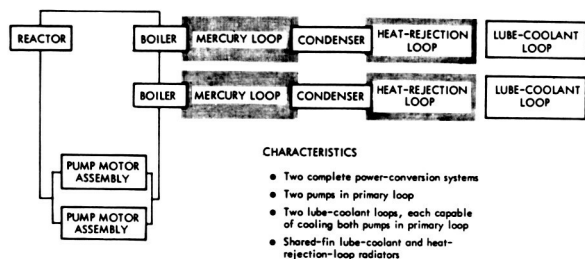 REACTOR BOILER MERCURY LOOP CONDENSER HEAT-REJECTION LOOP LUBE-COOLANT LOOP
BOILER MERCURY LOOP CONDENSER HEAT-REJECTION LOOP LUBE-COOLANT LOOP
PUMP MOTOR
ASSEMBLY
PUMP MOTOR
ASSEMBLY
CHARACTERISTICS
• Two complete power-conversion systems
• Two pumps in primary loop
• Two lube-coolant loops, each capable
of cooling both pumps in primary loop
• Shared-fin lube-coolant and heat-
rejection-loop radiators